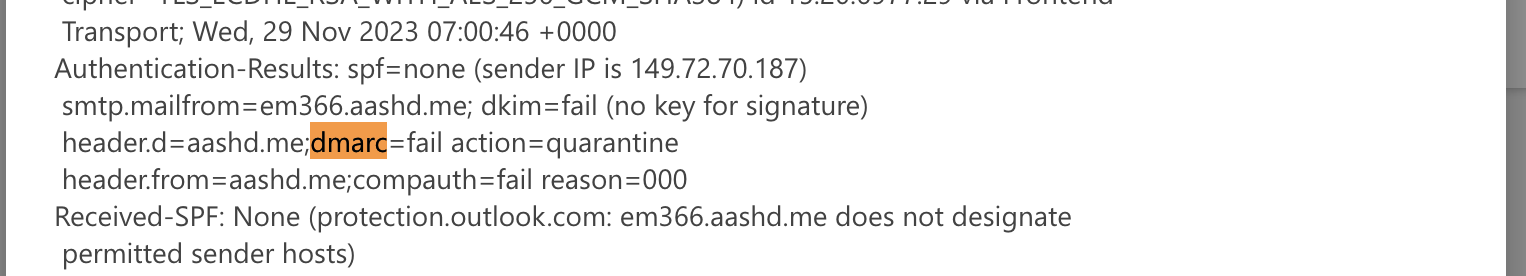 Transport; Wed, 29 Nov 2023 07:00:46 +0000
Authentication-Results: spf=none (sender IP is 149.72.70.187)
smtp.mailfrom=em366.aashd.me; dkim=fail (no key for signature)
header.d=aashd.me;dmarc=fail action=quarantine
header.from=aashd.me;compauth=fail reason=000
Received-SPF: None (protection.outlook.com: em366.aashd.me does not designate
permitted sender hosts)